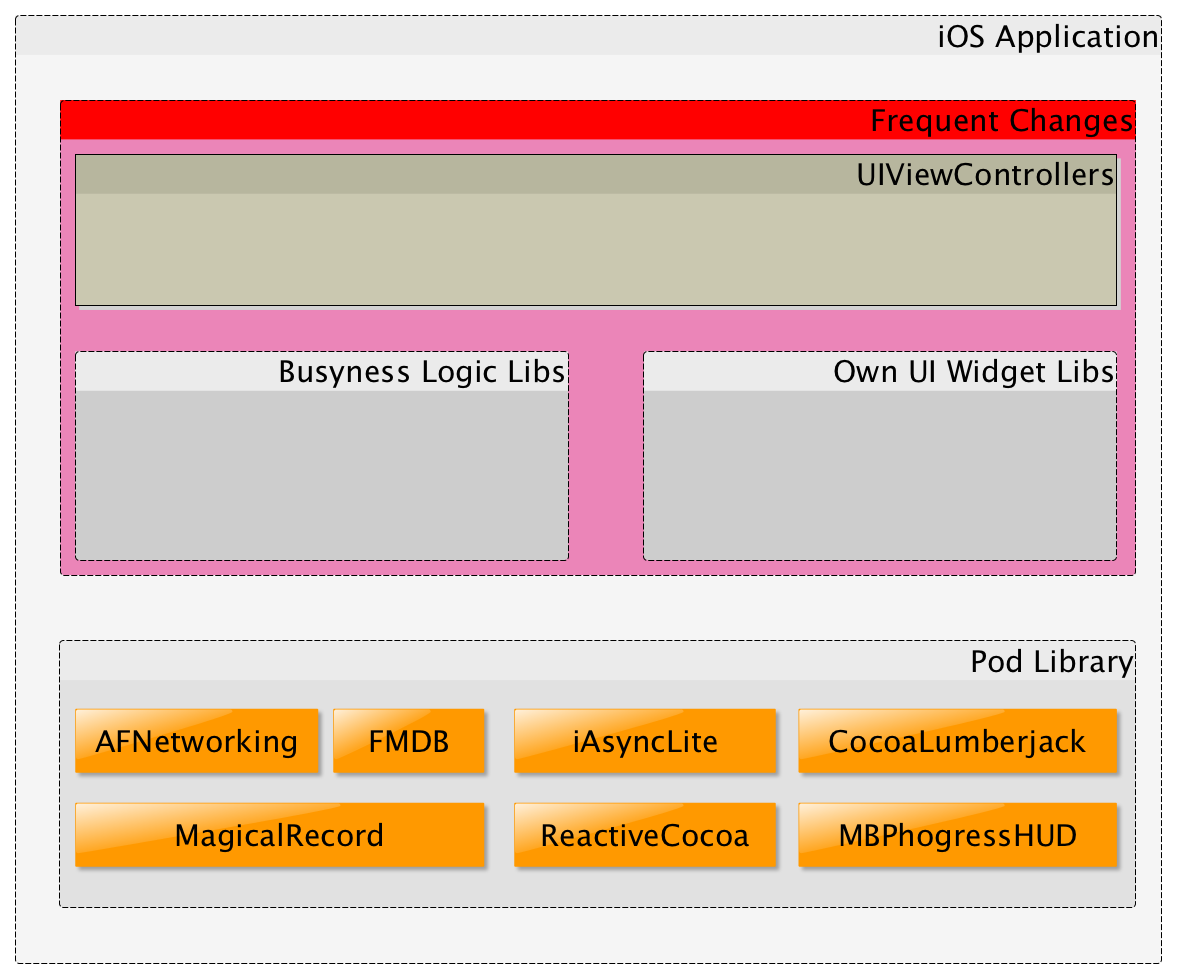 iOS Application
Frequent Changes
UIViewControllers
Busyness Logic Libs
Own UI Widget Libs
Pod Library
AFNetworking
FMDB
iAsyncLite
CocoaLumberjack
MagicalRecord
ReactiveCocoa
MBPhogressHUD